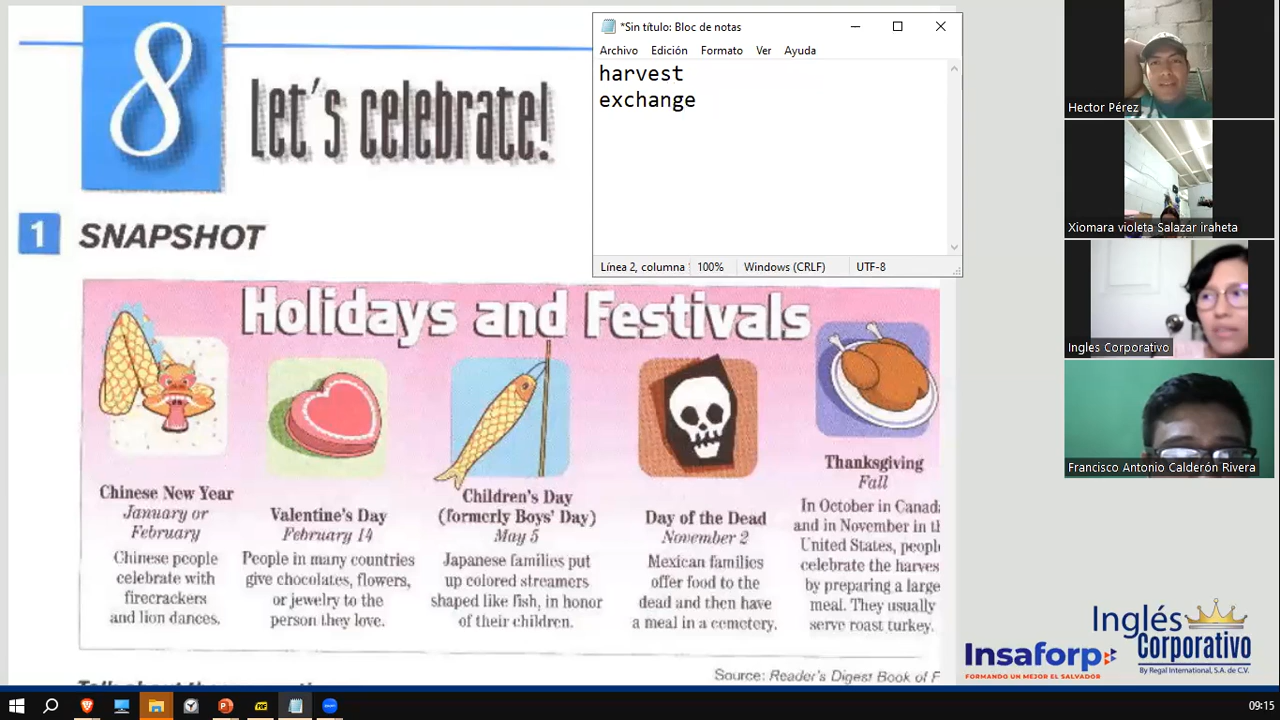 8
Let's celebrate!
1 SNAPSHOT
*Sin título: Bloc de notas
Archivo Edición Formato Ver Ayuda
harvest
exchange
Línea 2, columna
100%
Windows (CRLF)
UTF-8
Holidays and Festivals
Chinese New Year
January or
February
Chinese people
celebrate with
firecrackers
and lion dances.
Valentine's Day
February 14
People in many countries
give chocolates, flowers,
or jewelry to the
person they love.
Children's Day
(formerly Boys' Day)
May 5
Japanese families put
up colored streamers
shaped like fish, in honor
of their children.
Day of the Dead
November 2
Mexican families
offer food to the
dead and then have
a meal in a cemetery.
Thanksgiving
Fall
In October in Canad
and in November in th
United States, peopl
celebrate the harves
by preparing a large
meal. They usually
serve roast turkey.
Source: Reader's Digest Book of F
Hector Pérez
Xiomara violeta Salazar iraheta
Ingles Corporativo
Francisco Antonio Calderón Rivera
Inglés
Corporativo
By Regal International, S.A. de C.V.
Insaforp
FORMANDO UN MEJOR EL SALVADOR
09:15